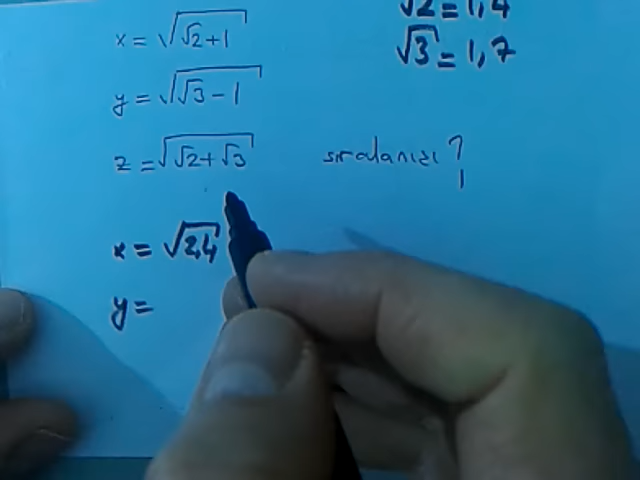 √2 = 1,4
√3 = 1,7
x = √(√2+1)
y = √(√3-1)
z = √(√2+√3)
sıralanışı ?
x = √2,4
y =